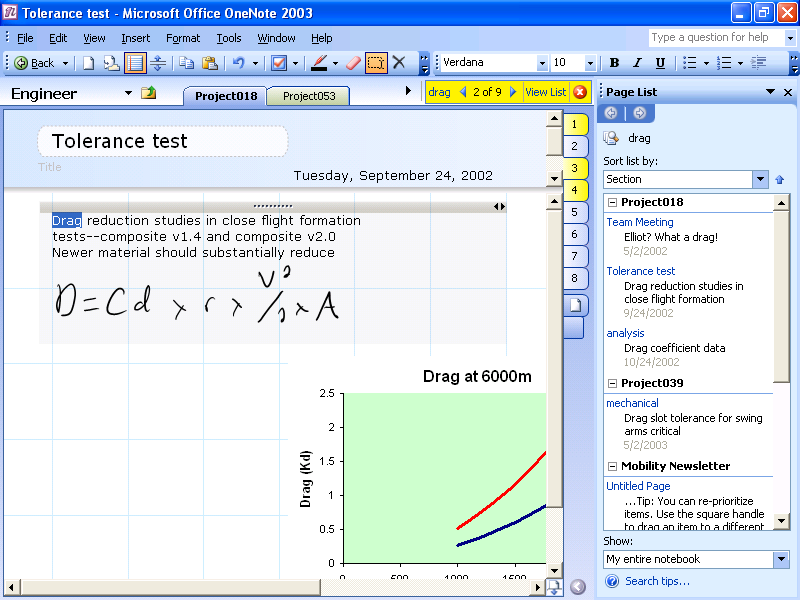 Tolerance test - Microsoft Office OneNote 2003
File Edit View Insert Format Tools Window Help
Type a question for help
Back
Verdana 10 B I U
Engineer
Project018 Project053
drag 2 of 9 View List
Page List
Tolerance test
Title
Tuesday, September 24, 2002
Drag reduction studies in close flight formation
tests--composite v1.4 and composite v2.0
Newer material should substantially reduce
D = Cd x r x V²/2 x A
Drag at 6000m
Drag (Kd)
2.5
2
1.5
1
0.5
0
0 500 1000 1500
1
2
3
4
5
6
7
8
drag
Sort list by:
Section
Project018
Team Meeting
Elliot? What a drag!
5/2/2002
Tolerance test
Drag reduction studies in
close flight formation
9/24/2002
analysis
Drag coefficient data
10/24/2002
Project039
mechanical
Drag slot tolerance for swing
arms critical
5/2/2003
Mobility Newsletter
Untitled Page
...Tip: You can re-prioritize
items. Use the square handle
to drag an item to a different
Show:
My entire notebook
Search tips...